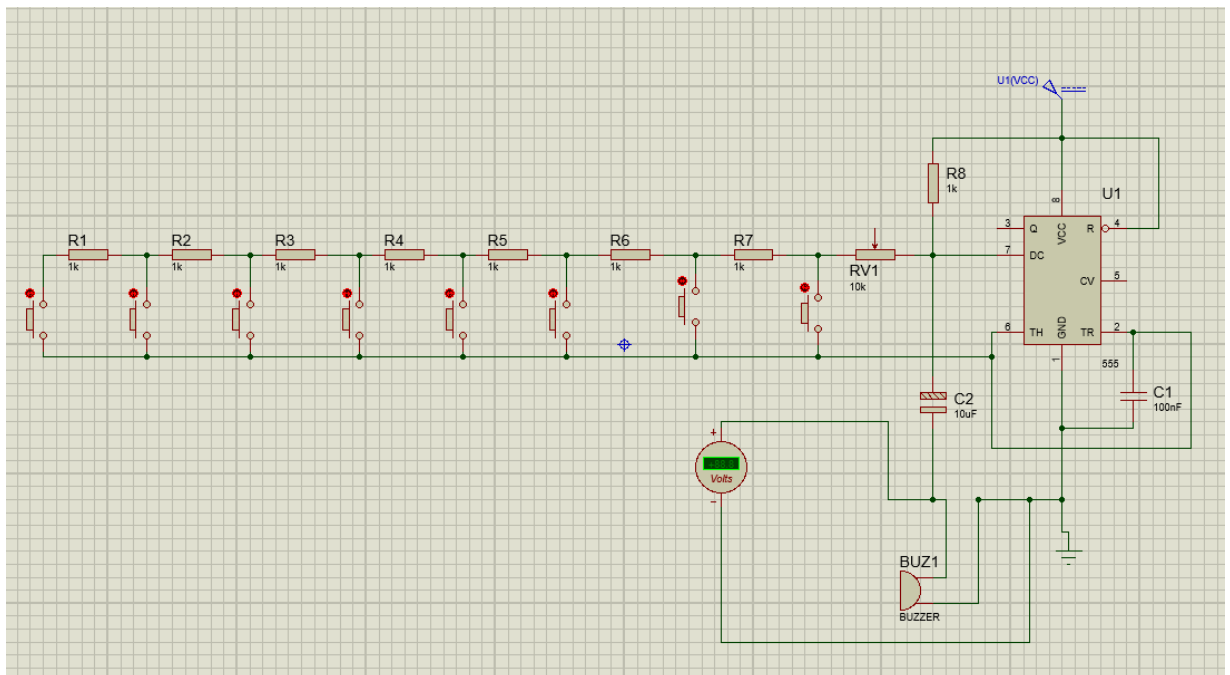 U1(VCC)
R8
1k
U1
8
3
Q
VCC
R
4
7
DC
CV
5
6
TH
GND
TR
2
1
555
R1
1k
R2
1k
R3
1k
R4
1k
R5
1k
R6
1k
R7
1k
RV1
10k
C2
10uF
C1
100nF
+
Volts
−
BUZ1
BUZZER